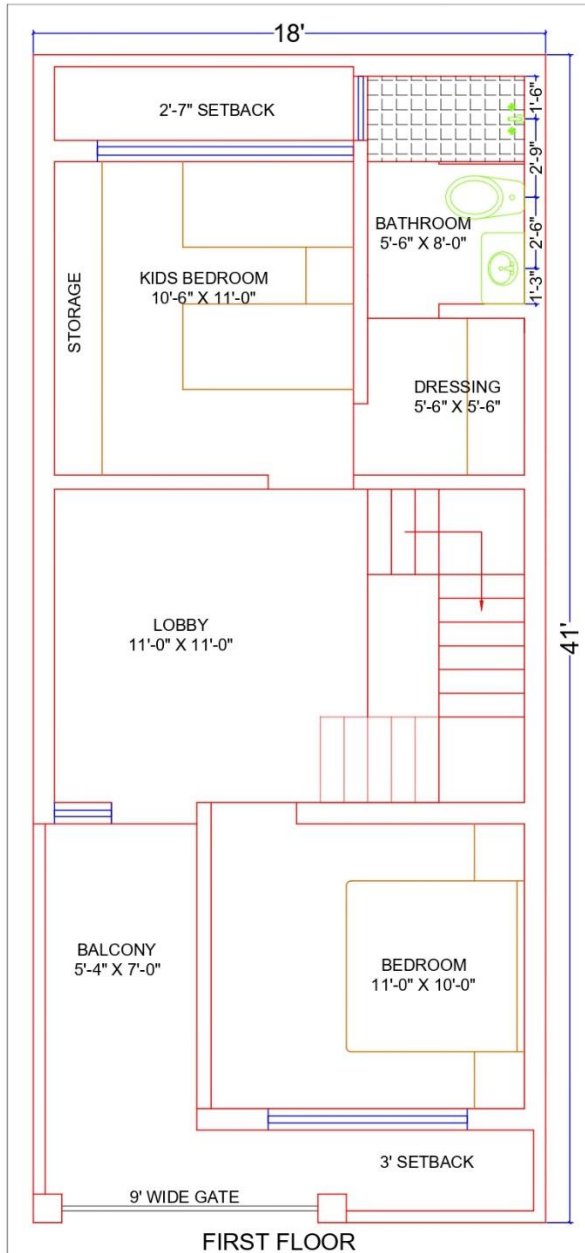 18'
2'-7" SETBACK
1'-6"
2'-9"
BATHROOM
5'-6" X 8'-0"
2'-6"
1'-3"
KIDS BEDROOM
10'-6" X 11'-0"
STORAGE
DRESSING
5'-6" X 5'-6"
LOBBY
11'-0" X 11'-0"
41'
BALCONY
5'-4" X 7'-0"
BEDROOM
11'-0" X 10'-0"
3' SETBACK
9' WIDE GATE
FIRST FLOOR